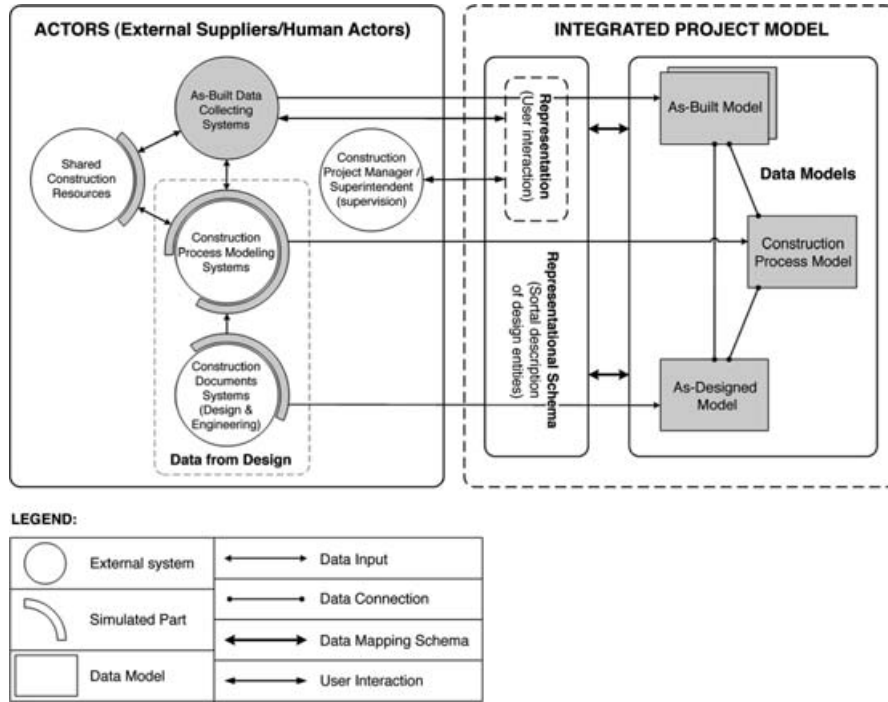 ACTORS (External Suppliers/Human Actors)
INTEGRATED PROJECT MODEL
As-Built Data
Collecting
Systems
Shared
Construction
Resources
Construction
Project Manager /
Superintendent
(supervision)
Construction
Process Modeling
Systems
Construction
Documents
Systems
(Design &
Engineering)
Data from Design
Representation
(User interaction)
Representational Schema
(Sortal description
of design entities)
As-Built Model
Data Models
Construction
Process Model
As-Designed
Model
LEGEND:
External system
Simulated Part
Data Model
Data Input
Data Connection
Data Mapping Schema
User Interaction